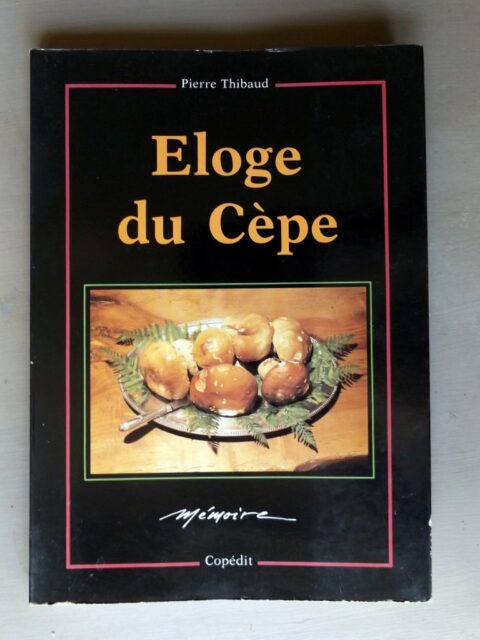 Pierre Thibaud
Eloge
du Cèpe
mémoire
Copédit